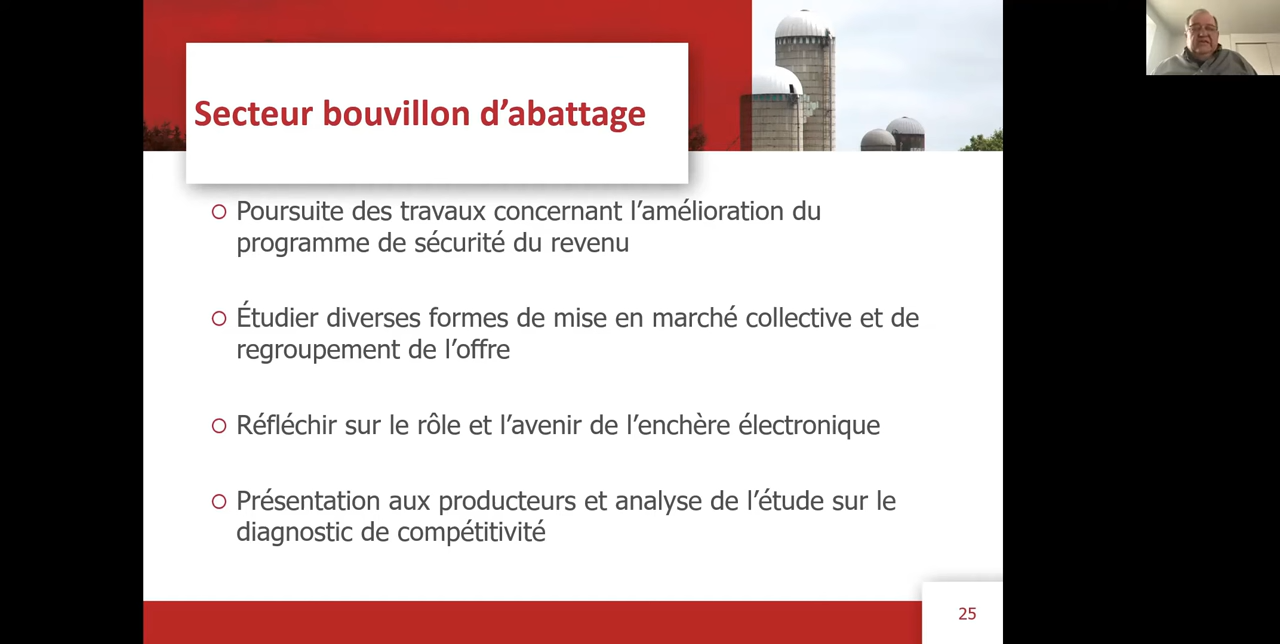 Secteur bouvillon d’abattage
Poursuite des travaux concernant l’amélioration du
programme de sécurité du revenu
Étudier diverses formes de mise en marché collective et de
regroupement de l’offre
Réfléchir sur le rôle et l’avenir de l’enchère électronique
Présentation aux producteurs et analyse de l’étude sur le
diagnostic de compétitivité
25